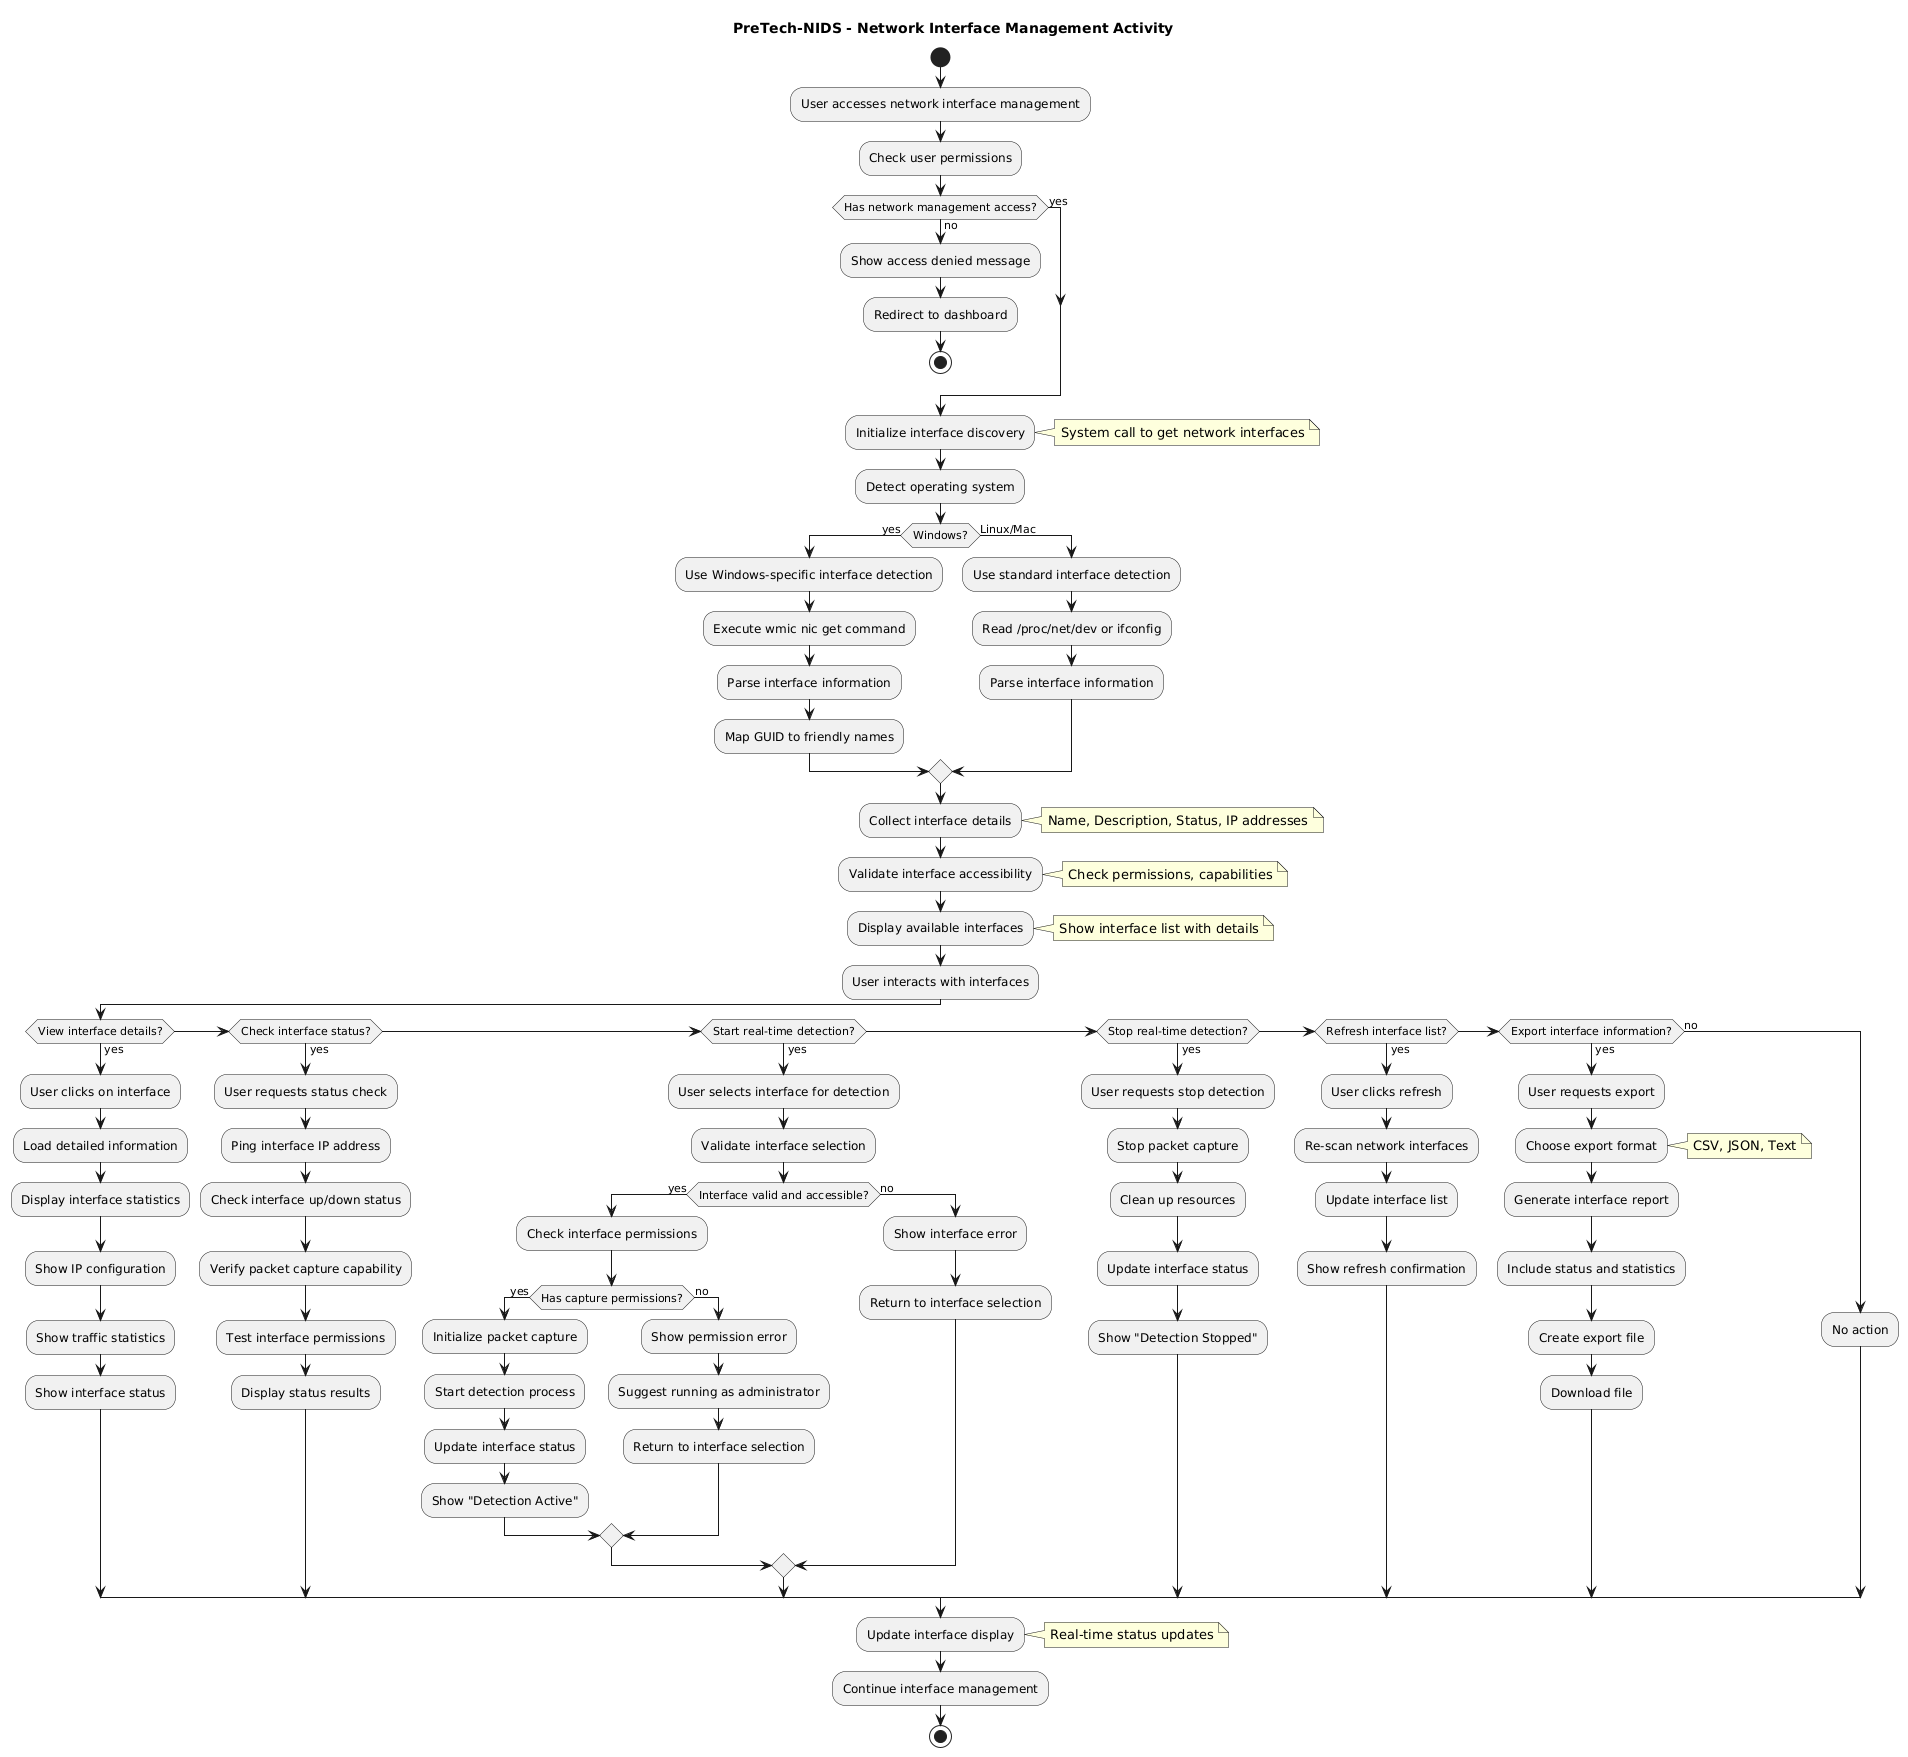 PreTech-NIDS - Network Interface Management Activity
User accesses network interface management
Check user permissions
Has network management access?
yes
no
Show access denied message
Redirect to dashboard
Initialize interface discovery
System call to get network interfaces
Detect operating system
Windows?
yes
Linux/Mac
Use Windows-specific interface detection
Execute wmic nic get command
Parse interface information
Map GUID to friendly names
Use standard interface detection
Read /proc/net/dev or ifconfig
Parse interface information
Collect interface details
Name, Description, Status, IP addresses
Validate interface accessibility
Check permissions, capabilities
Display available interfaces
Show interface list with details
User interacts with interfaces
View interface details?
yes
User clicks on interface
Load detailed information
Display interface statistics
Show IP configuration
Show traffic statistics
Show interface status
Check interface status?
yes
User requests status check
Ping interface IP address
Check interface up/down status
Verify packet capture capability
Test interface permissions
Display status results
Start real-time detection?
yes
User selects interface for detection
Validate interface selection
Interface valid and accessible?
yes
no
Check interface permissions
Has capture permissions?
yes
no
Initialize packet capture
Start detection process
Update interface status
Show "Detection Active"
Show permission error
Suggest running as administrator
Return to interface selection
Show interface error
Return to interface selection
Stop real-time detection?
yes
User requests stop detection
Stop packet capture
Clean up resources
Update interface status
Show "Detection Stopped"
Refresh interface list?
yes
User clicks refresh
Re-scan network interfaces
Update interface list
Show refresh confirmation
Export interface information?
yes
no
User requests export
Choose export format
CSV, JSON, Text
Generate interface report
Include status and statistics
Create export file
Download file
No action
Update interface display
Real-time status updates
Continue interface management